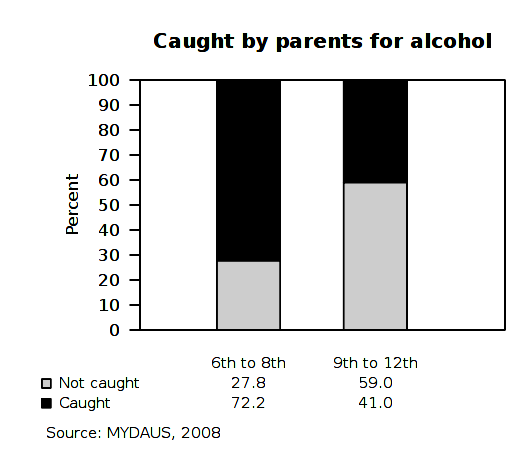 Caught by parents for alcohol
Percent
100
90
80
70
60
50
40
30
20
10
0
6th to 8th 9th to 12th
Not caught 27.8 59.0
Caught 72.2 41.0
Source: MYDAUS, 2008